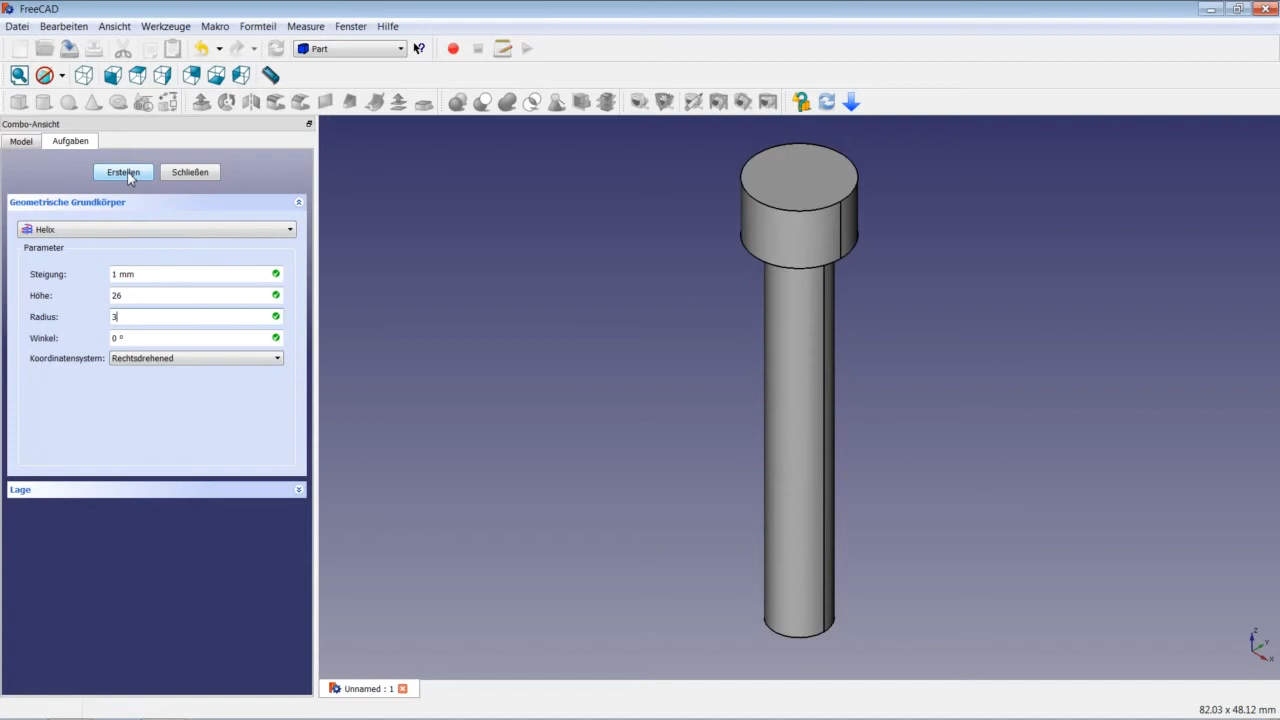 FreeCAD
Datei Bearbeiten Ansicht Werkzeuge Makro Formteil Measure Fenster Hilfe
Part
Combo-Ansicht
Model Aufgaben
Erstellen Schließen
Geometrische Grundkörper
Helix
Parameter
Steigung: 1 mm
Höhe: 26
Radius: 3
Winkel: 0 °
Koordinatensystem: Rechtsdrehened
Lage
Z
Y
X
Unnamed : 1
82.03 x 48.12 mm